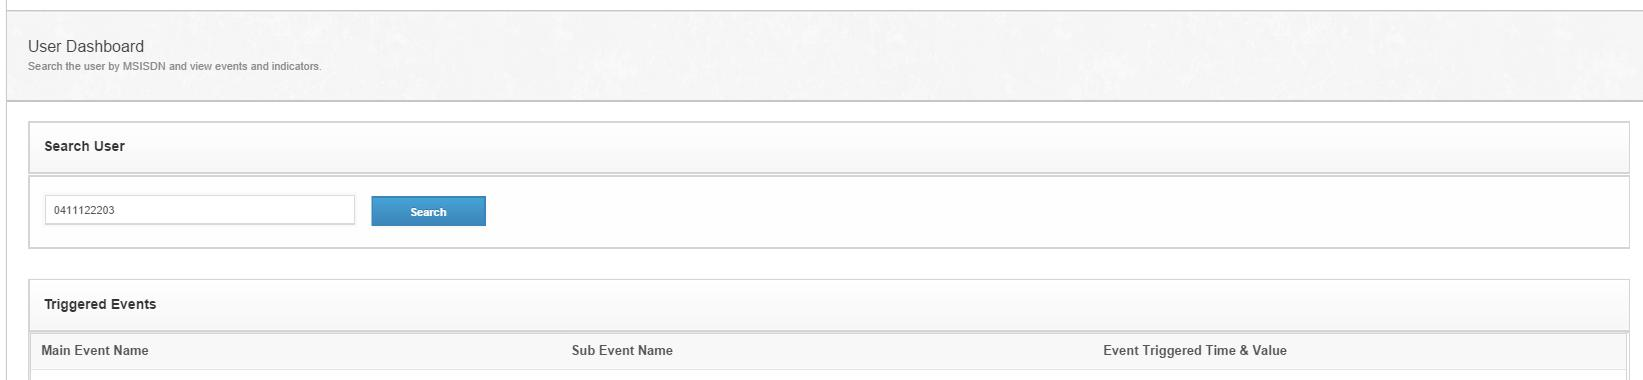 User Dashboard
Search the user by MSISDN and view events and indicators.
Search User
0411122203
Search
Triggered Events
Main Event Name
Sub Event Name
Event Triggered Time & Value